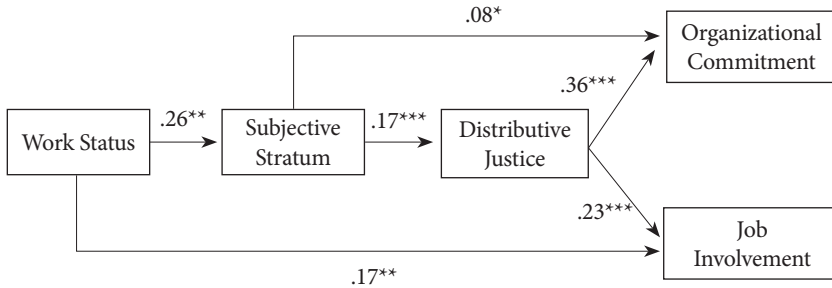 .08*
Organizational
Commitment
.36***
Work Status
.26**
Subjective
Stratum
.17***
Distributive
Justice
.23***
Job
Involvement
.17**